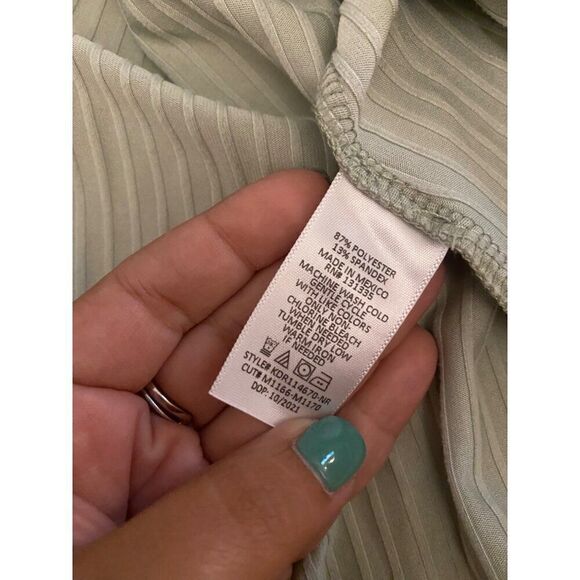 87% POLYESTER
13% SPANDEX
MADE IN MEXICO
RN# 131335
MACHINE WASH COLD
GENTLE CYCLE
WITH LIKE COLORS
ONLY NON-
CHLORINE BLEACH
WHEN NEEDED
TUMBLE DRY LOW
WARM IRON
IF NEEDED
STYLE# KDR114670-NR
CUT# M1166-M1170
DOP: 10/2021